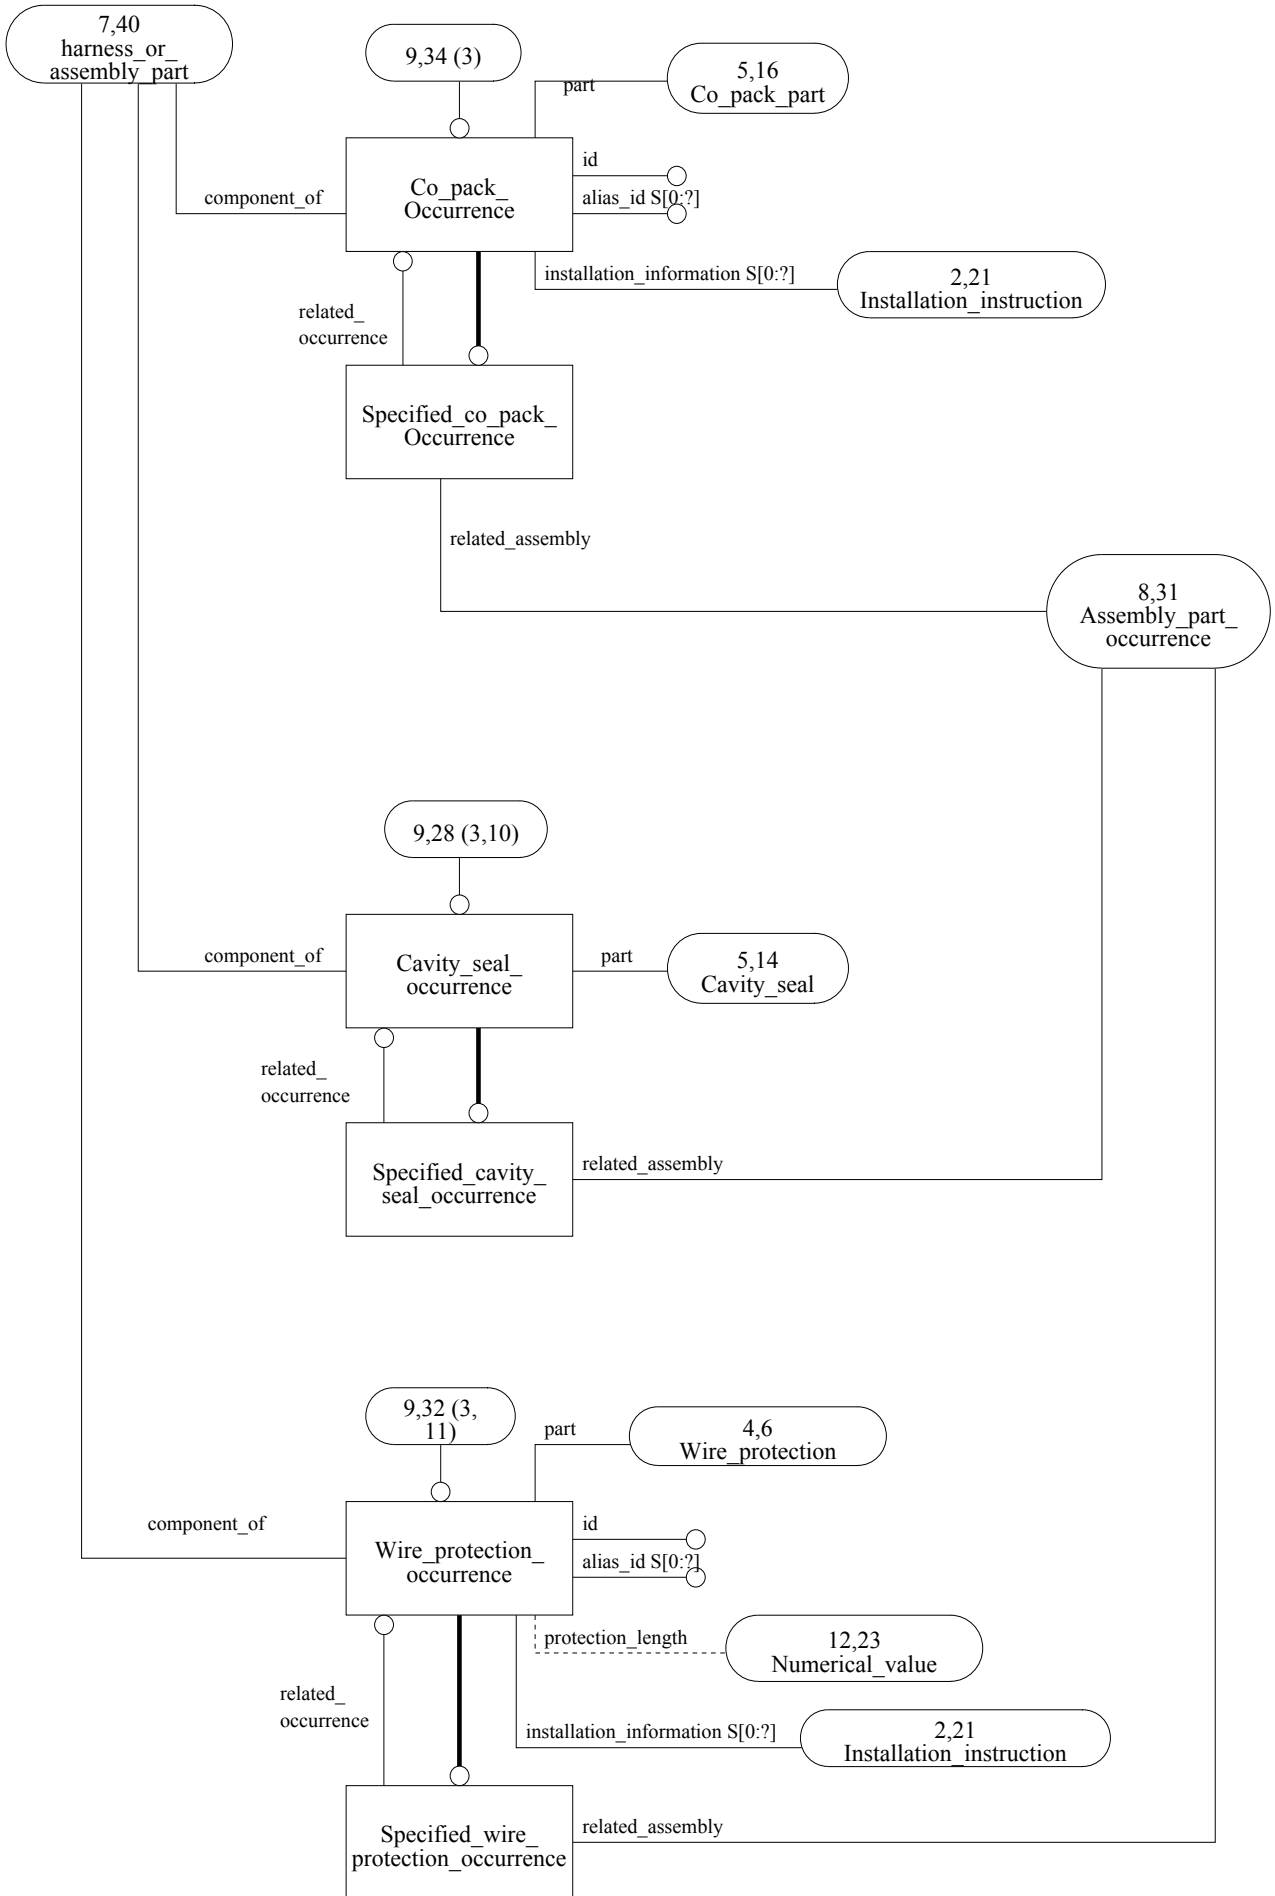 7,40
harness_or_
assembly_part
9,34 (3)
5,16
Co_pack_part
part
id
alias_id S[0:?]
Co_pack_
Occurrence
component_of
installation_information S[0:?]
2,21
Installation_instruction
related_
occurrence
Specified_co_pack_
Occurrence
related_assembly
8,31
Assembly_part_
occurrence
9,28 (3,10)
component_of
Cavity_seal_
occurrence
part
5,14
Cavity_seal
related_
occurrence
Specified_cavity_
seal_occurrence
related_assembly
9,32 (3,
11)
part
4,6
Wire_protection
component_of
Wire_protection_
occurrence
id
alias_id S[0:?]
protection_length
12,23
Numerical_value
related_
occurrence
installation_information S[0:?]
2,21
Installation_instruction
Specified_wire_
protection_occurrence
related_assembly